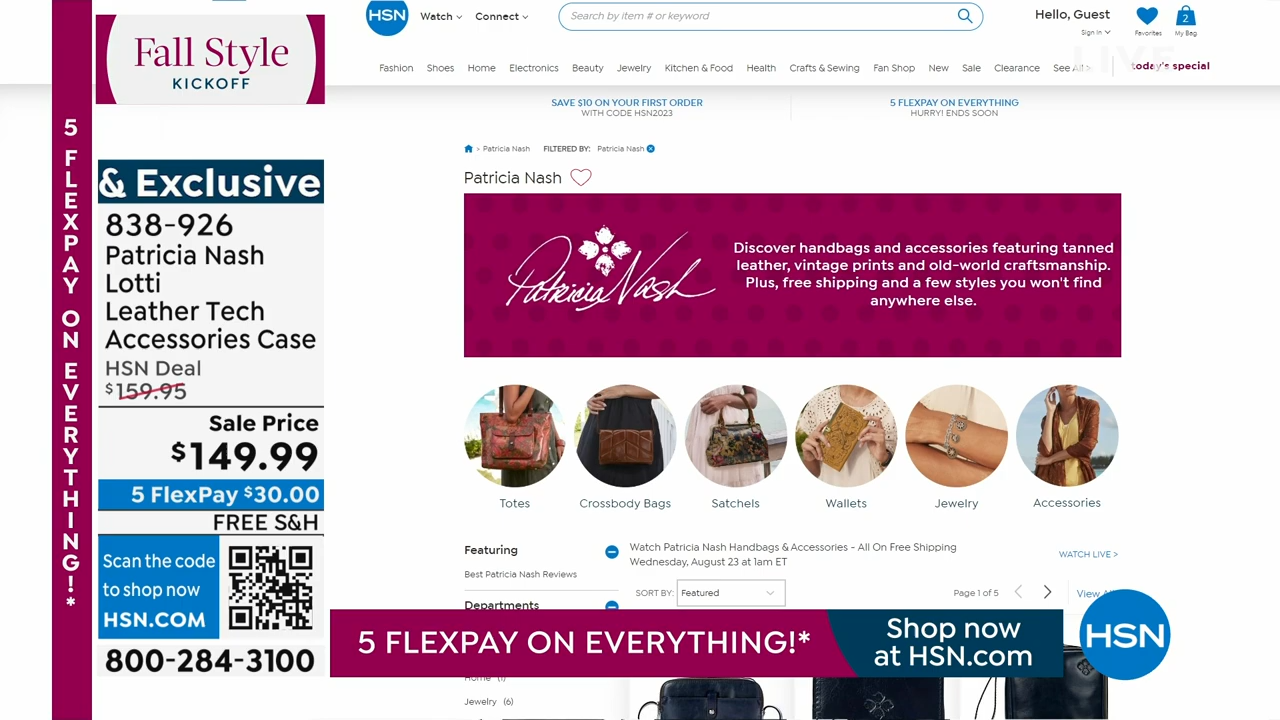 Fall Style
KICKOFF
5 FLEXPAY ON EVERYTHING!*
& Exclusive
838-926
Patricia Nash
Lotti
Leather Tech
Accessories Case
HSN Deal
$159.95
Sale Price
$149.99
5 FlexPay $30.00
FREE S&H
Scan the code
to shop now
HSN.COM
800-284-3100
HSN
Watch
Connect
Search by item # or keyword
Hello, Guest
Sign In
Favorites
2
My Bag
LIVE
Fashion Shoes Home Electronics Beauty Jewelry Kitchen & Food Health Crafts & Sewing Fan Shop New Sale Clearance See All today's special
SAVE $10 ON YOUR FIRST ORDER
WITH CODE HSN2023
5 FLEXPAY ON EVERYTHING
HURRY! ENDS SOON
> Patricia Nash FILTERED BY: Patricia Nash
Patricia Nash
Patricia Nash
Discover handbags and accessories featuring tanned
leather, vintage prints and old-world craftsmanship.
Plus, free shipping and a few styles you won't find
anywhere else.
Totes Crossbody Bags Satchels Wallets Jewelry Accessories
Featuring
Best Patricia Nash Reviews
Departments
Home (1)
Jewelry (6)
Watch Patricia Nash Handbags & Accessories - All On Free Shipping
Wednesday, August 23 at 1am ET
WATCH LIVE >
SORT BY: Featured
Page 1 of 5
View All
5 FLEXPAY ON EVERYTHING!*
Shop now
at HSN.com
HSN